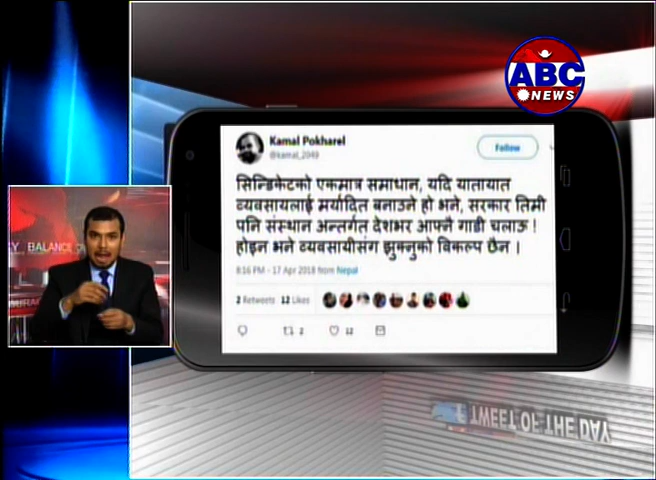 ABC
NEWS
Kamal Pokharel
@kamal_2049
Follow
सिन्डिकेटको एकमात्र समाधान, यदि यातायात
व्यवसायलाई मर्यादित बनाउने हो भने, सरकार तिमी
पनि संस्थान अन्तर्गत देशभर आफ्नै गाडी चलाऊ !
होइन भने व्यवसायीसंग झुक्नुको विकल्प छैन ।
8:16 PM - 17 Apr 2018 from Nepal
2 Retweets 12 Likes
2 12
BALANCE
TWEET OF THE DAY